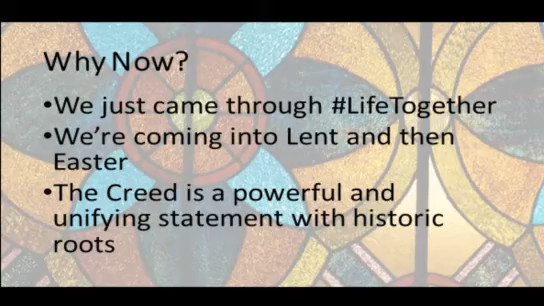 Why Now?
•We just came through #LifeTogether
•We're coming into Lent and then
Easter
•The Creed is a powerful and
unifying statement with historic
roots